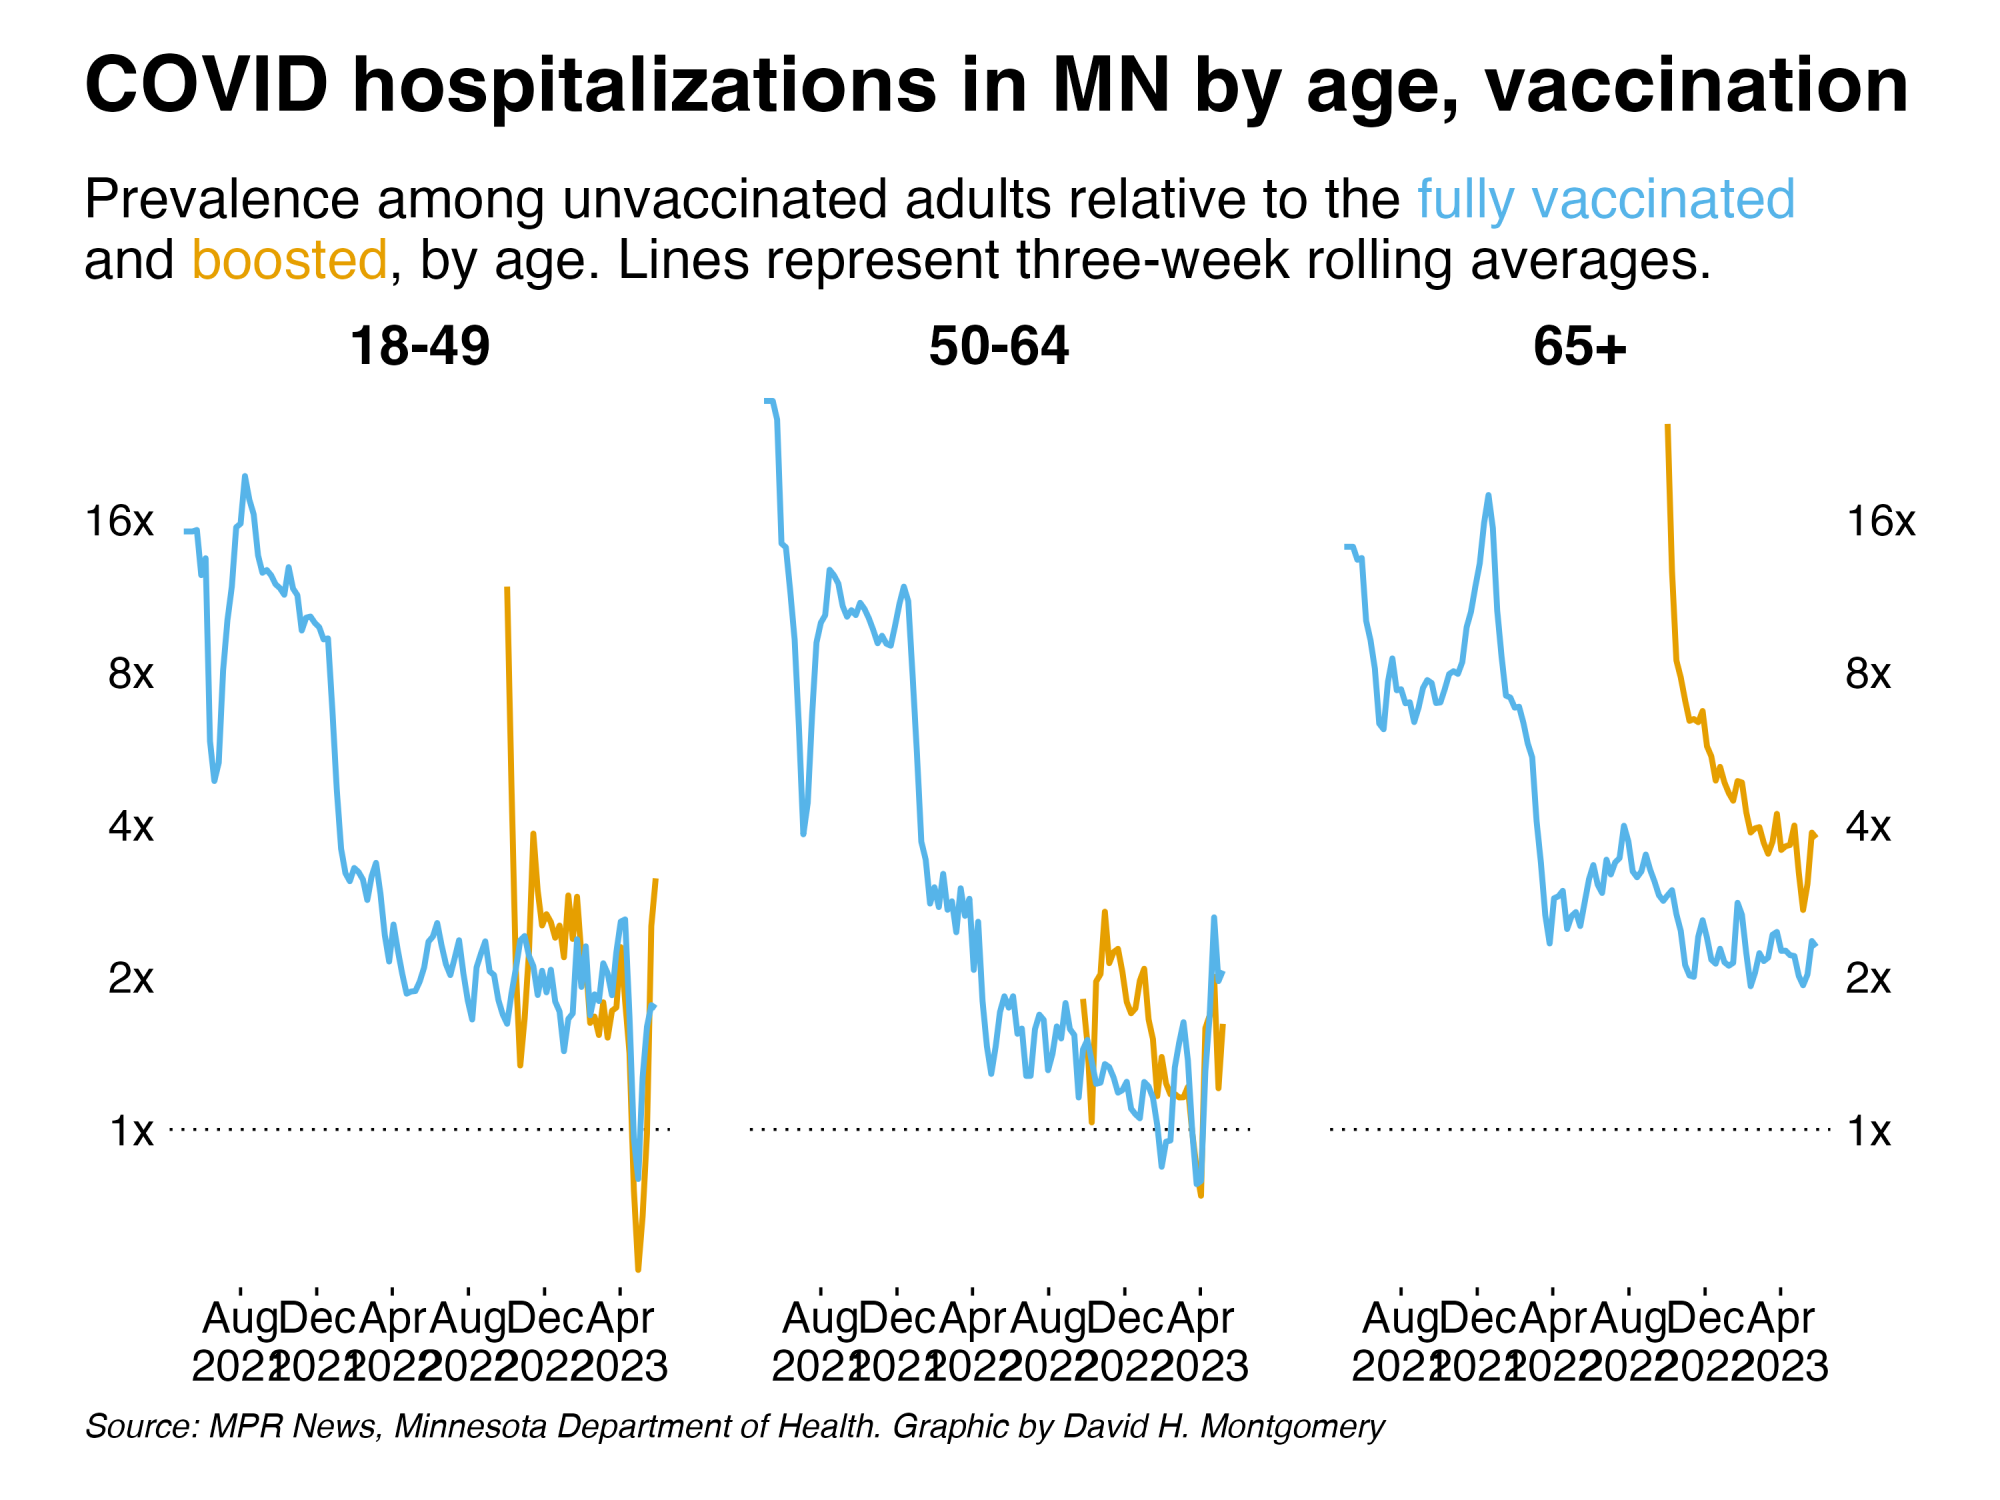 COVID hospitalizations in MN by age, vaccination
Prevalence among unvaccinated adults relative to the fully vaccinated
and boosted, by age. Lines represent three-week rolling averages.
18-49 50-64 65+
16x 16x
8x 8x
4x 4x
2x 2x
1x 1x
Aug Dec Apr Aug Dec Apr Aug Dec Apr Aug Dec Apr Aug Dec Apr Aug Dec Apr
2021 2021 2022 2022 2022 2023 2021 2021 2022 2022 2022 2023 2021 2021 2022 2022 2022 2023
Source: MPR News, Minnesota Department of Health. Graphic by David H. Montgomery